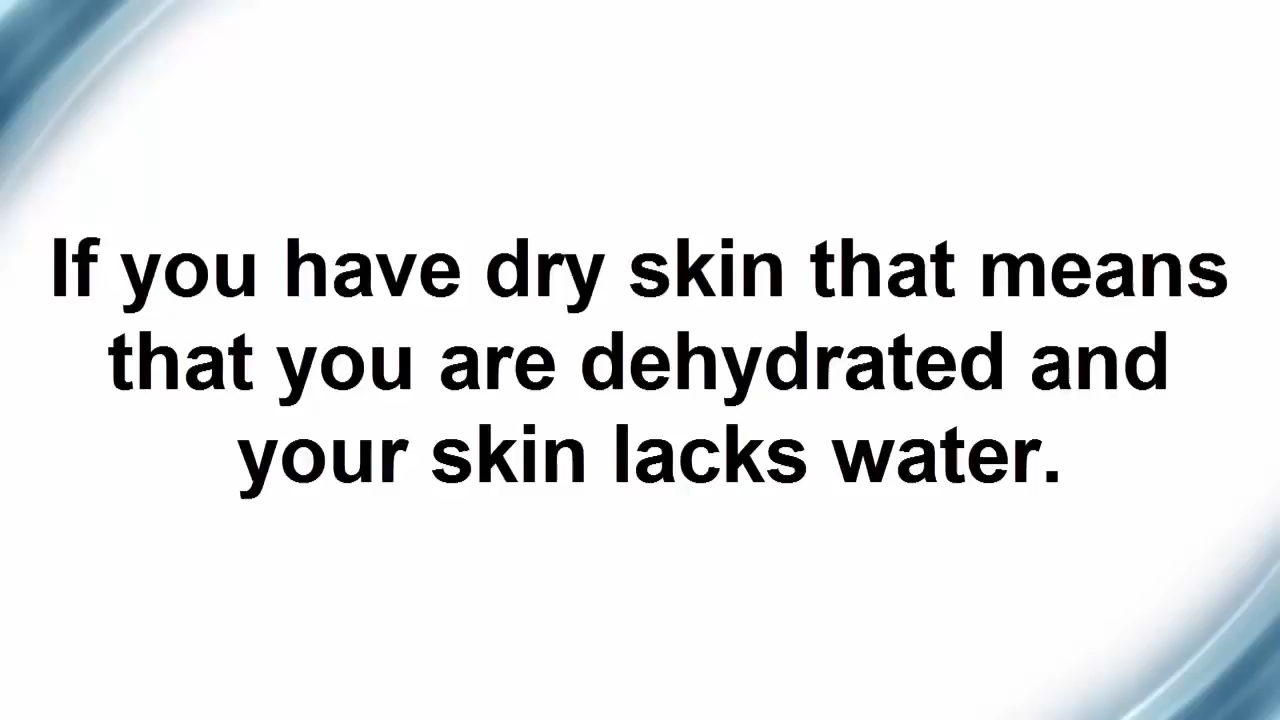 If you have dry skin that means
that you are dehydrated and
your skin lacks water.